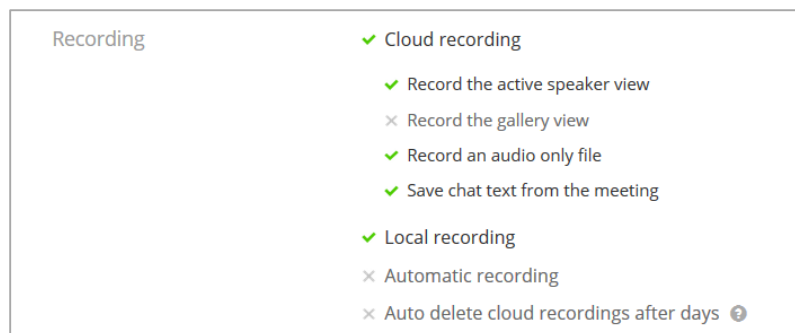 Recording
Cloud recording
Record the active speaker view
Record the gallery view
Record an audio only file
Save chat text from the meeting
Local recording
Automatic recording
Auto delete cloud recordings after days ?